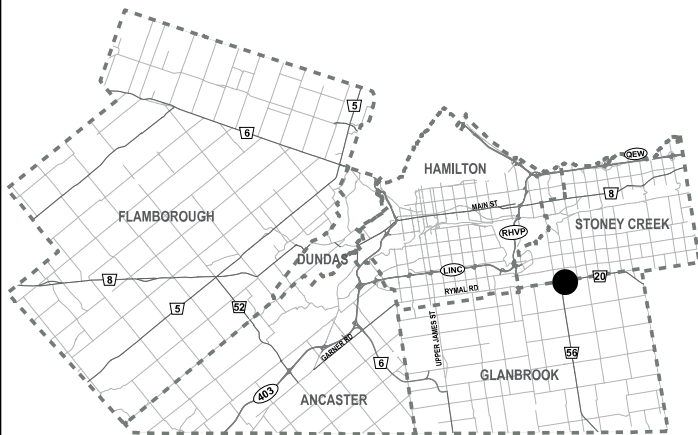 5
6
HAMILTON
QEW
8
MAIN ST
FLAMBOROUGH
STONEY CREEK
RHVP
DUNDAS
LINC
20
8
RYMAL RD
5
52
UPPER JAMES ST
GARNER RD
6
56
GLANBROOK
403
ANCASTER